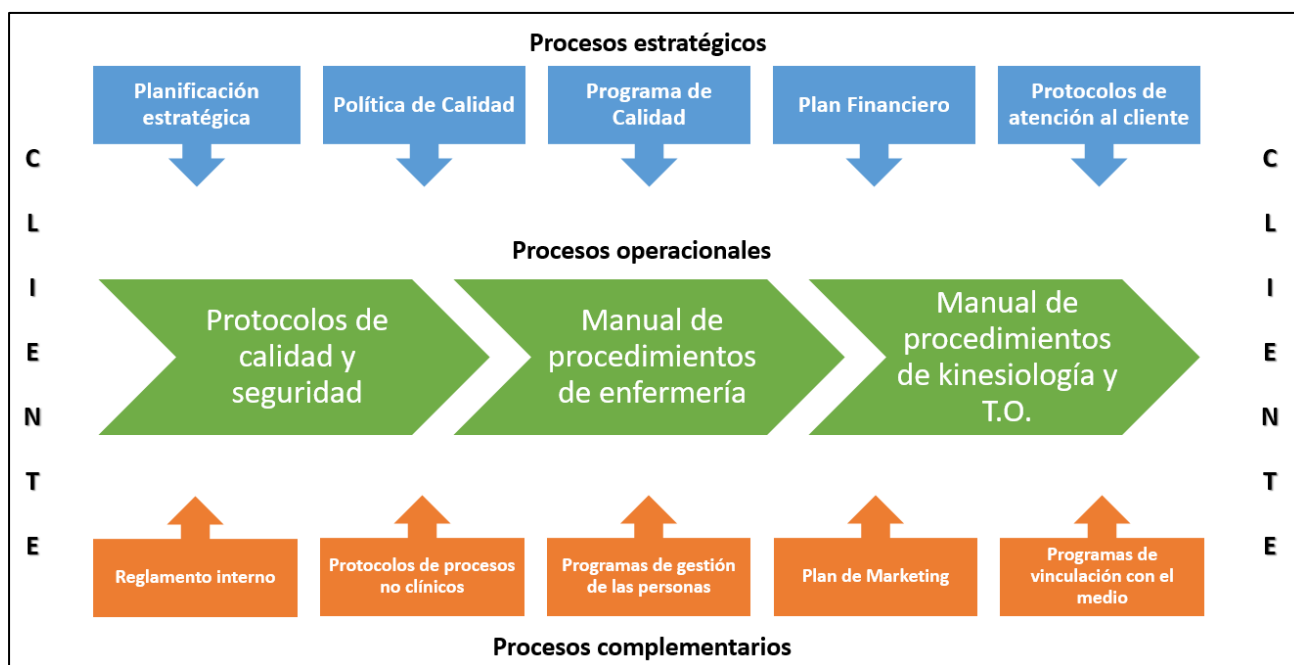 Procesos estratégicos
Planificación
estratégica
Política de Calidad
Programa de
Calidad
Plan Financiero
Protocolos de
atención al cliente
C
L
I
E
N
T
E
Procesos operacionales
Protocolos de
calidad y
seguridad
Manual de
procedimientos
de enfermería
Manual de
procedimientos
de kinesiología y
T.O.
C
L
I
E
N
T
E
Reglamento interno
Protocolos de procesos
no clínicos
Programas de gestión
de las personas
Plan de Marketing
Programas de
vinculación con el
medio
Procesos complementarios